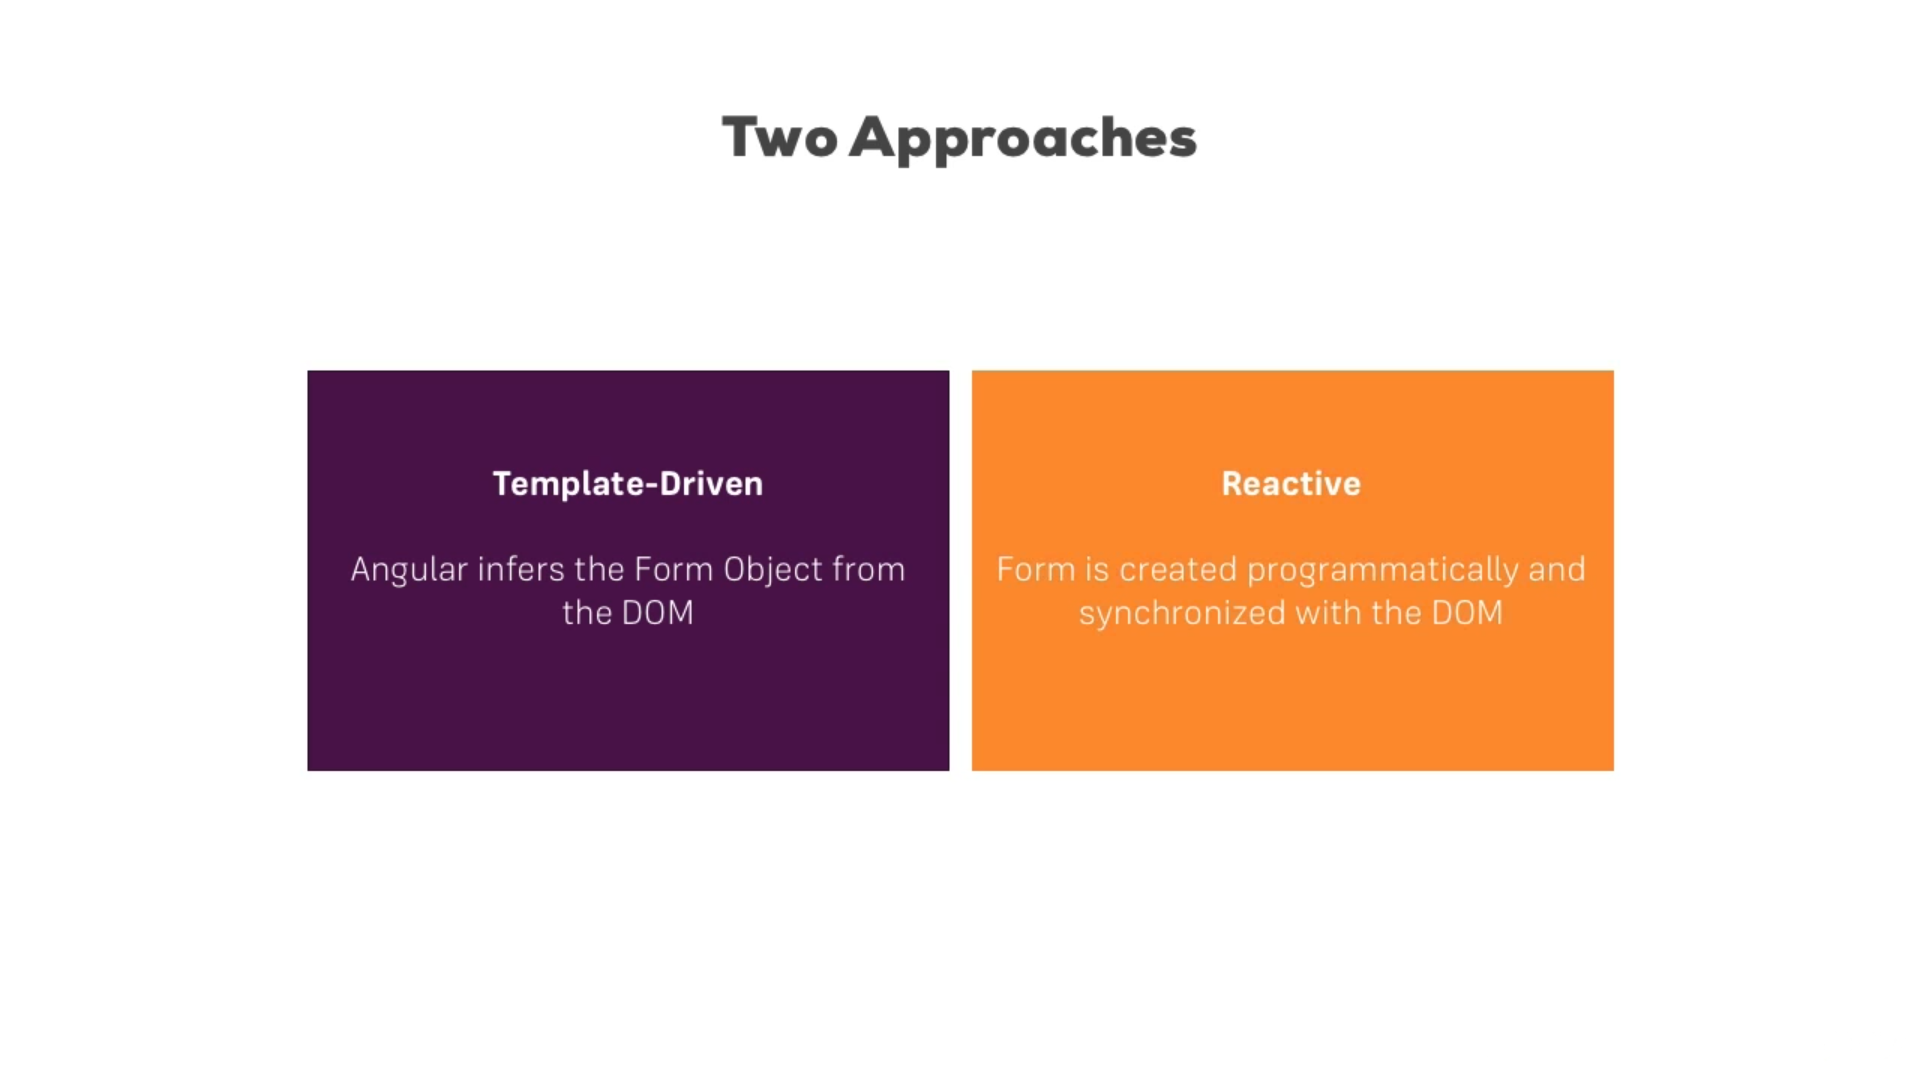 Two Approaches
Template-Driven
Angular infers the Form Object from
the DOM
Reactive
Form is created programmatically and
synchronized with the DOM